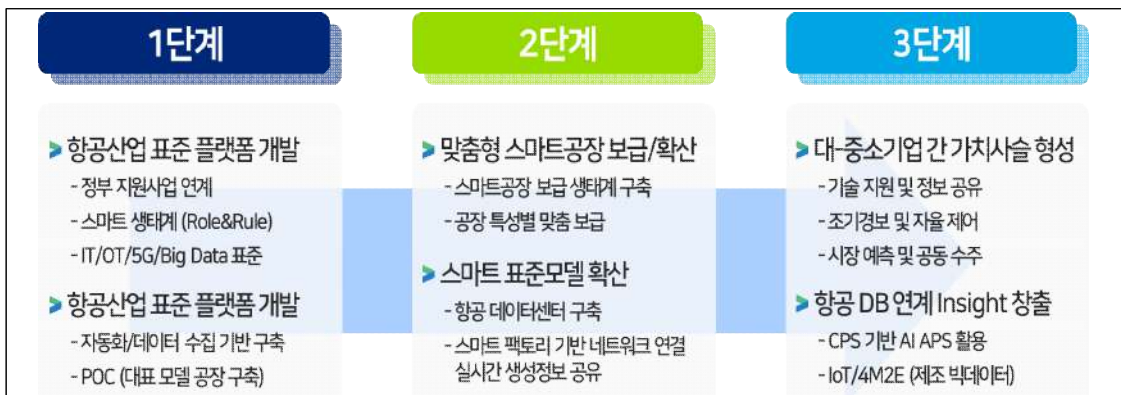 1단계
항공산업 표준 플랫폼 개발
- 정부 지원사업 연계
- 스마트 생태계 (Role&Rule)
- IT/OT/5G/Big Data 표준
항공산업 표준 플랫폼 개발
- 자동화/데이터 수집 기반 구축
- POC (대표 모델 공장 구축)
2단계
맞춤형 스마트공장 보급/확산
- 스마트공장 보급 생태계 구축
- 공장 특성별 맞춤 보급
스마트 표준모델 확산
- 항공 데이터센터 구축
- 스마트 팩토리 기반 네트워크 연결
실시간 생성정보 공유
3단계
대-중소기업 간 가치사슬 형성
- 기술 지원 및 정보 공유
- 조기경보 및 자율 제어
- 시장 예측 및 공동 수주
항공 DB 연계 Insight 창출
- CPS 기반 AI APS 활용
- IoT/4M2E (제조 빅데이터)